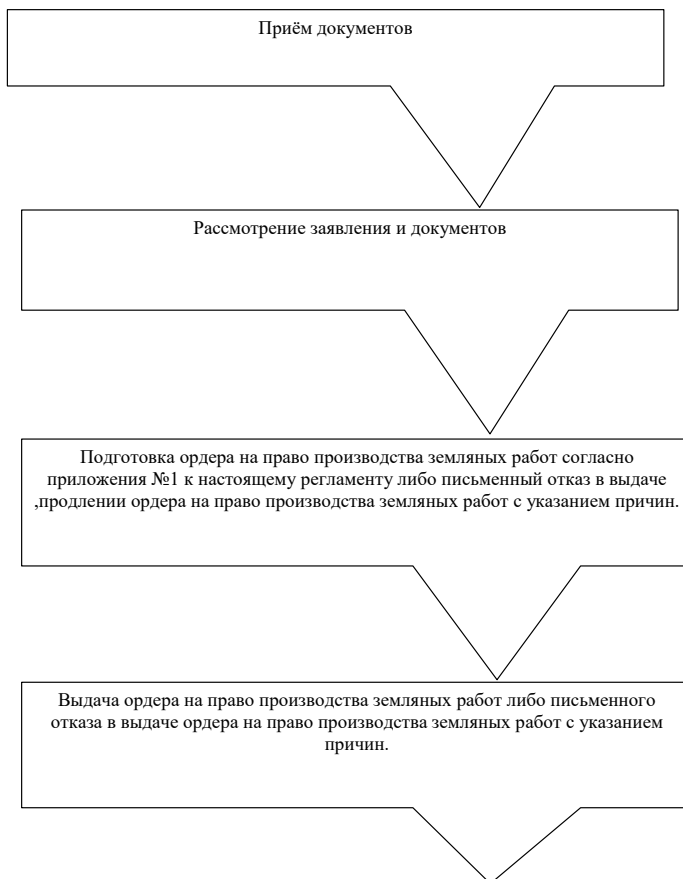 Приём документов
Рассмотрение заявления и документов
Подготовка ордера на право производства земляных работ согласно
приложения №1 к настоящему регламенту либо письменный отказ в выдаче
,продлении ордера на право производства земляных работ с указанием причин.
Выдача ордера на право производства земляных работ либо письменного
отказа в выдаче ордера на право производства земляных работ с указанием
причин.